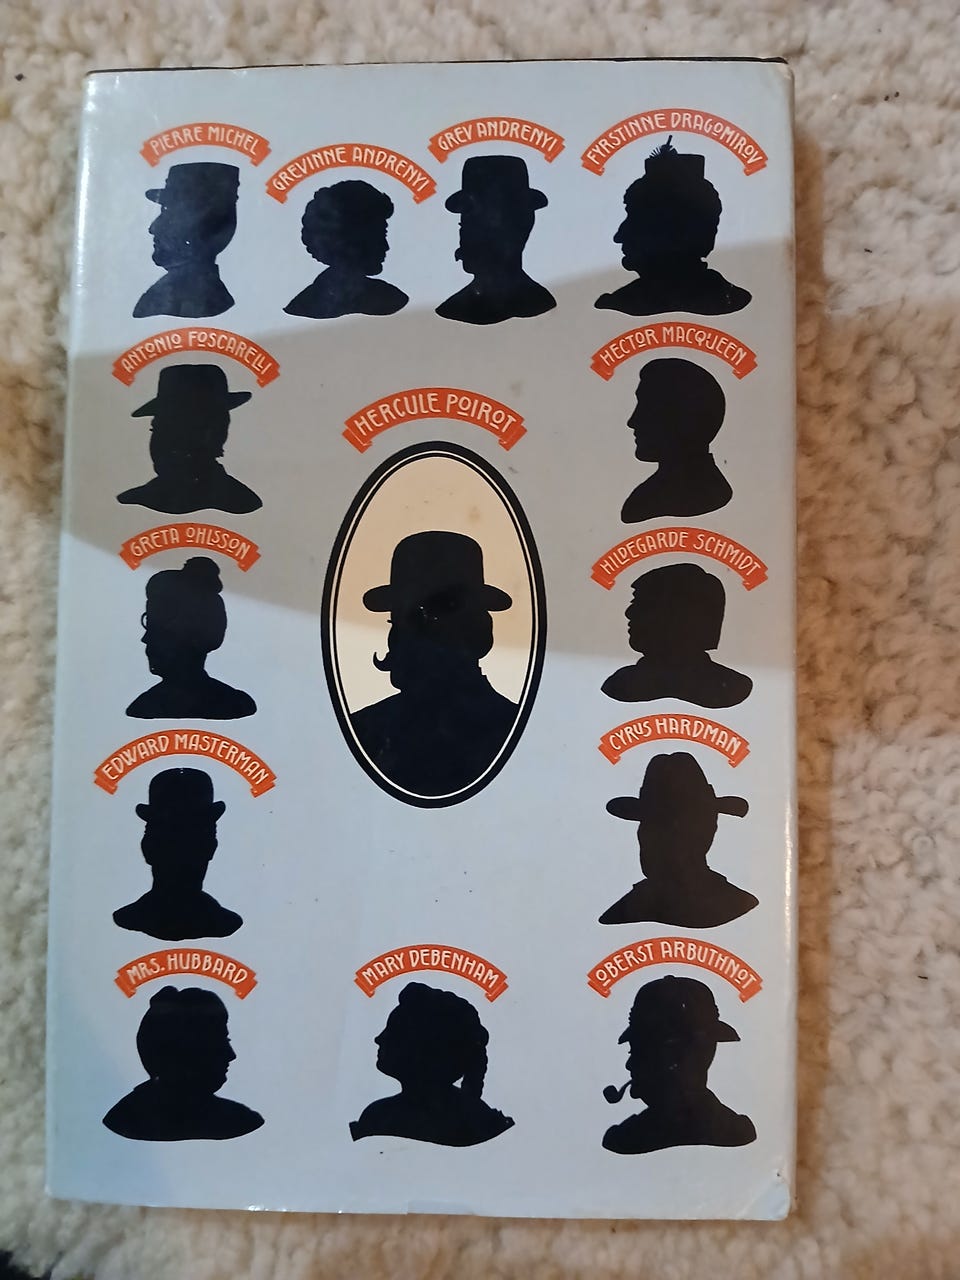 PIERRE MICHEL
GREVINNE ANDRENYI
GREV ANDRENYI
FYRSTINNE DRAGOMIROV
ANTONIO FOSCARELLI
HECTOR MACQUEEN
HERCULE POIROT
GRETA OHLSSON
HILDEGARDE SCHMIDT
EDWARD MASTERMAN
CYRUS HARDMAN
MRS. HUBBARD
MARY DEBENHAM
OBERST ARBUTHNOT